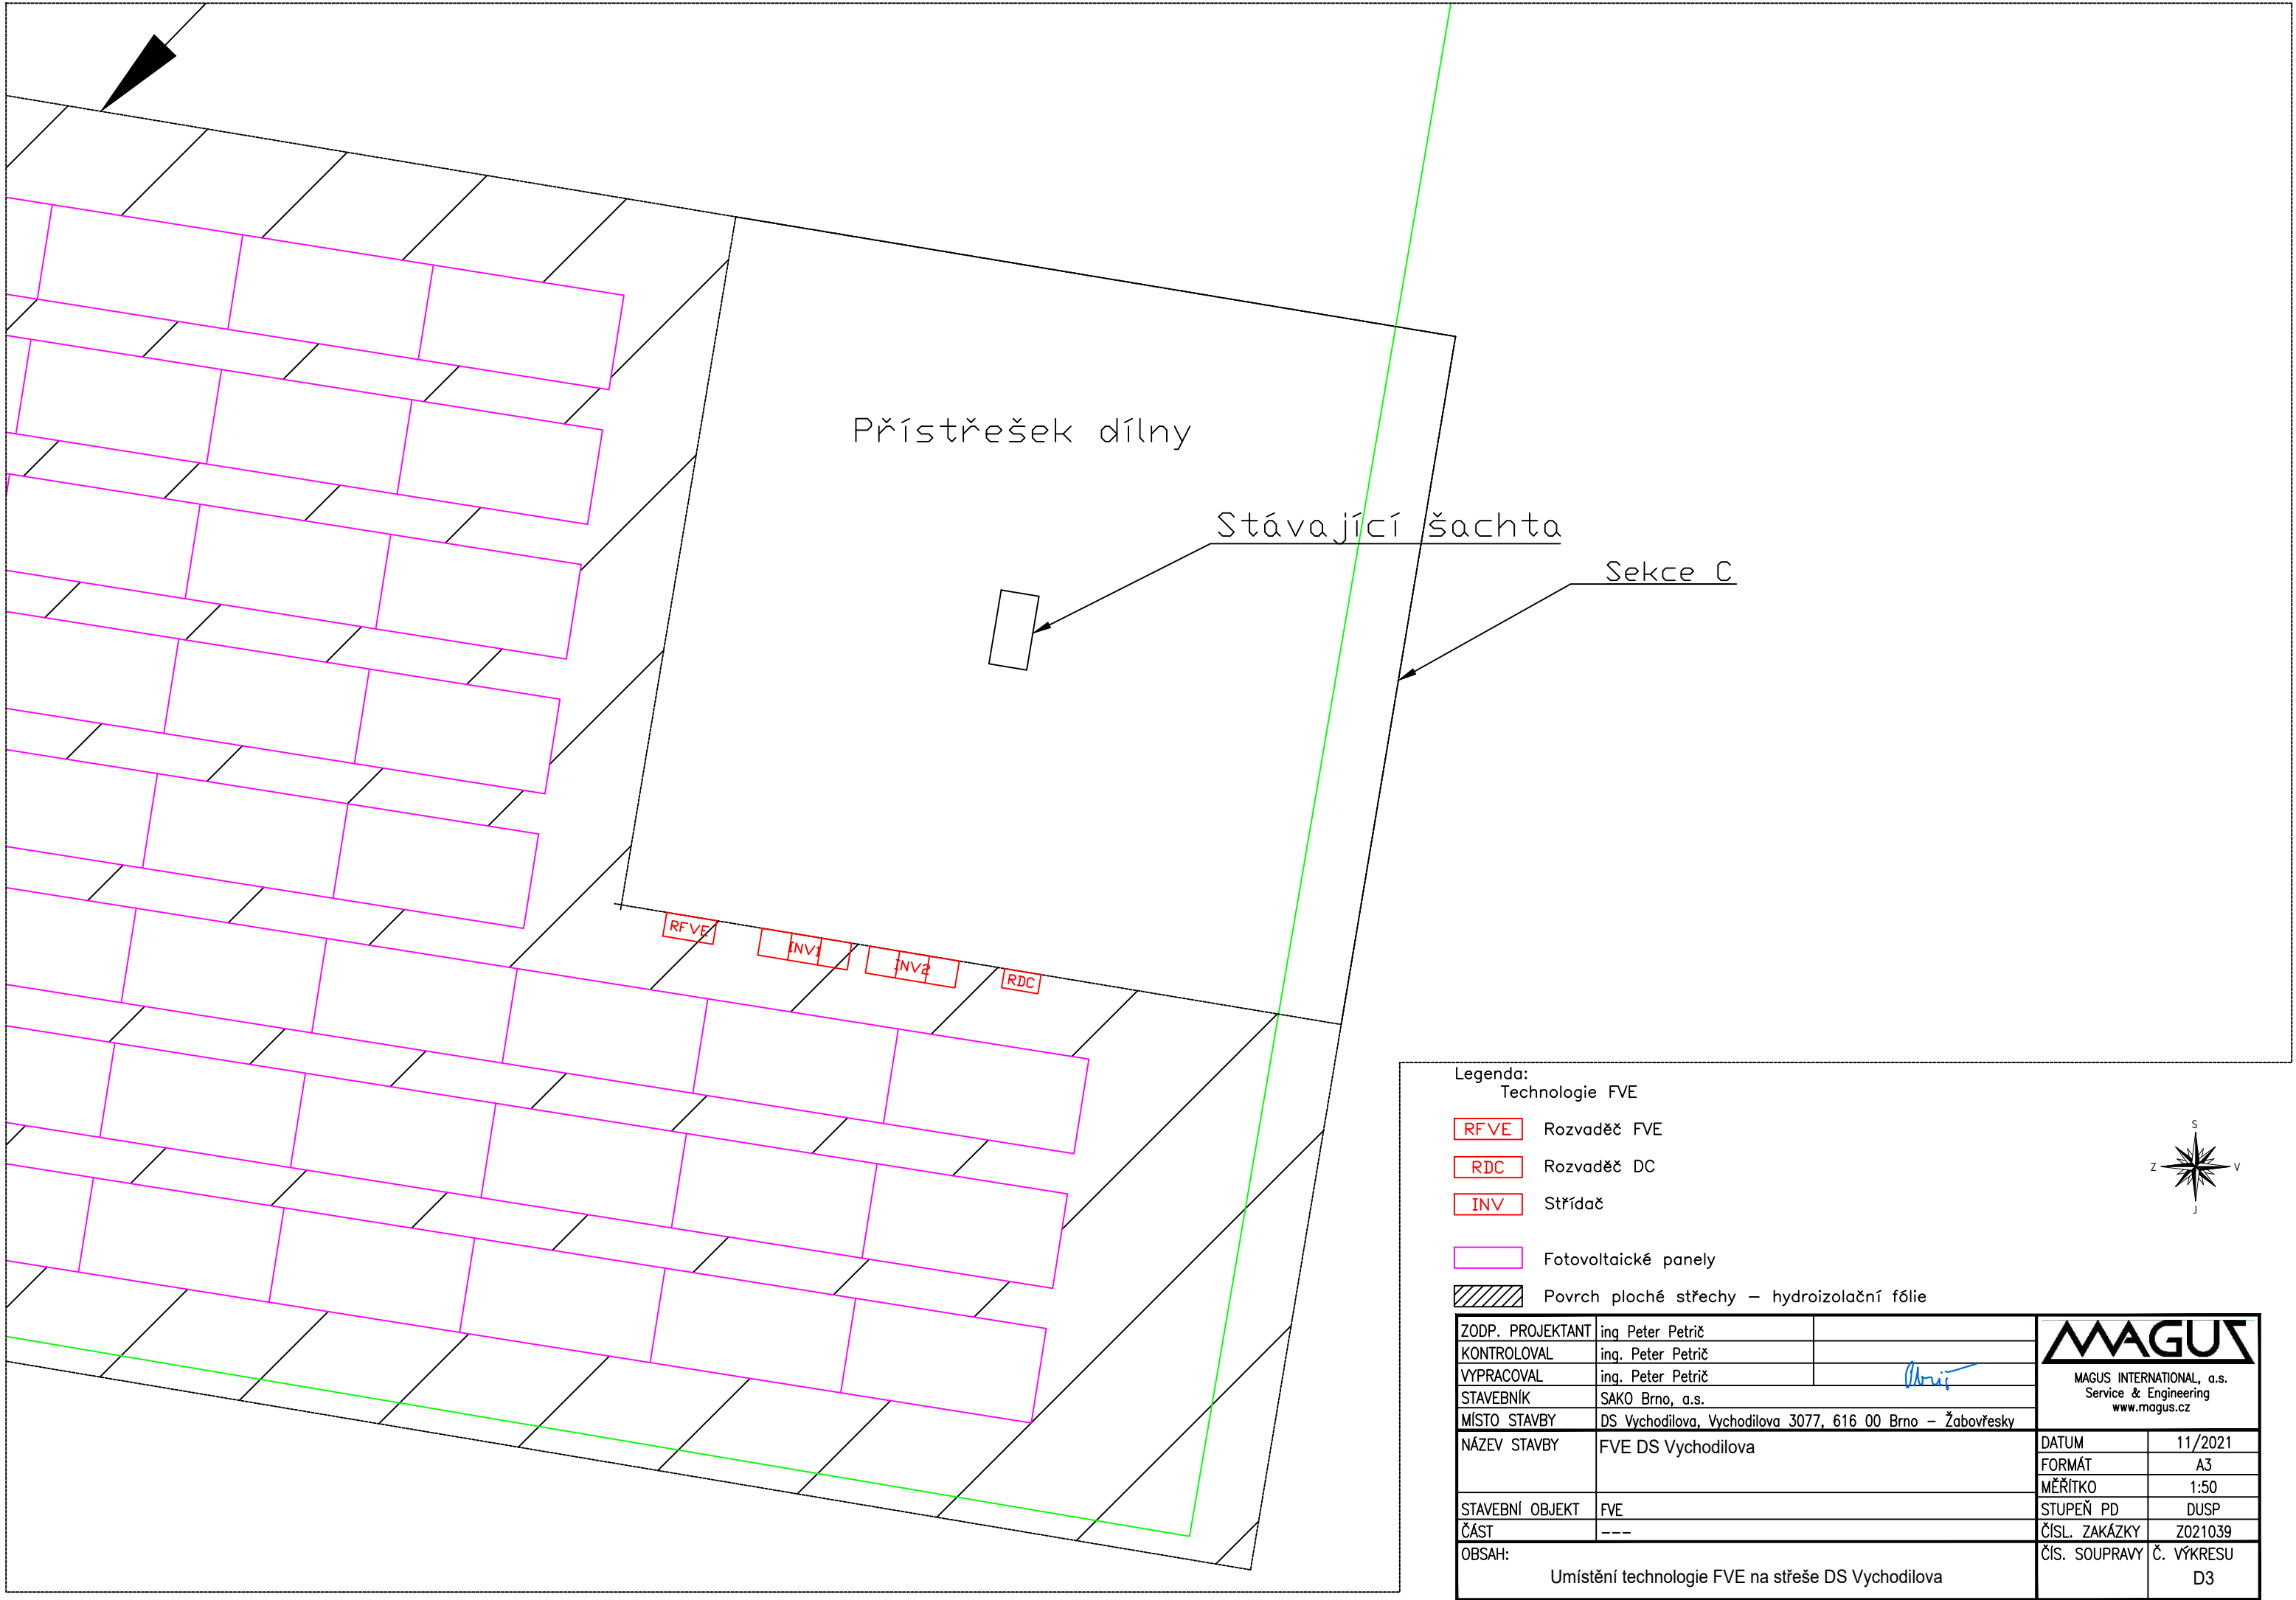 Přístřešek dílny
Stávající šachta
Sekce C
RFVE
INV1
INV2
RDC
Legenda:
Technologie FVE
RFVE Rozvaděč FVE
RDC Rozvaděč DC
INV Střídač
Fotovoltaické panely
Povrch ploché střechy – hydroizolační fólie
S
Z V
J
ZODP. PROJEKTANT ing Peter Petrič
KONTROLOVAL ing. Peter Petrič
VYPRACOVAL ing. Peter Petrič
STAVEBNÍK SAKO Brno, a.s.
MÍSTO STAVBY DS Vychodilova, Vychodilova 3077, 616 00 Brno – Žabovřesky
MAGUS
MAGUS INTERNATIONAL, a.s.
Service & Engineering
www.magus.cz
NÁZEV STAVBY FVE DS Vychodilova
DATUM 11/2021
FORMÁT A3
MĚŘÍTKO 1:50
STAVEBNÍ OBJEKT FVE
STUPEŇ PD DUSP
ČÁST ---
ČÍSL. ZAKÁZKY Z021039
OBSAH:
Umístění technologie FVE na střeše DS Vychodilova
ČÍS. SOUPRAVY Č. VÝKRESU
D3